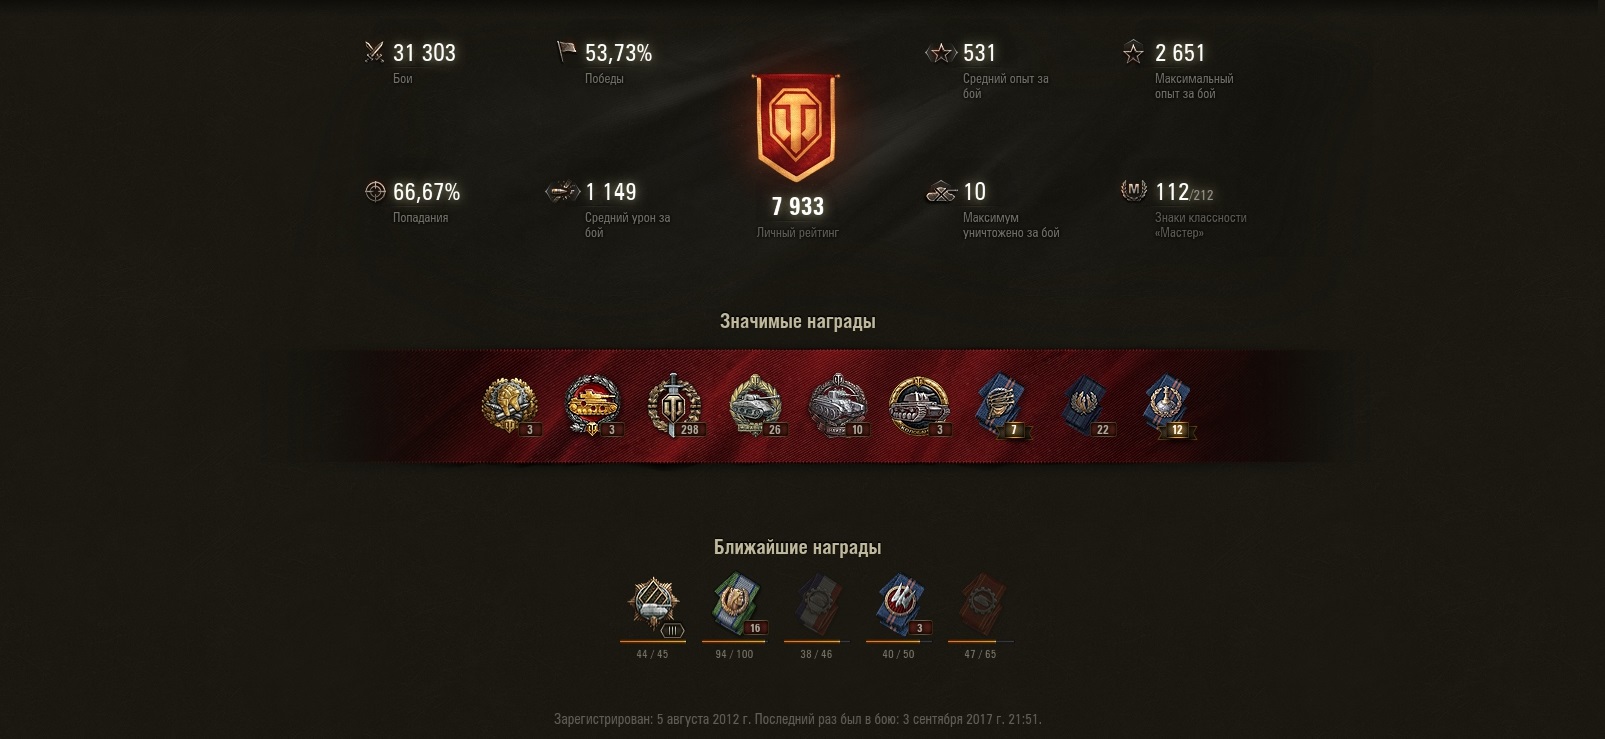 31 303
Бои
53,73%
Победы
531
Средний опыт за
бой
2 651
Максимальный
опыт за бой
66,67%
Попадания
1 149
Средний урон за
бой
7 933
Личный рейтинг
10
Максимум
уничтожено за бой
112/212
Знаки классности
«Мастер»
Значимые награды
3
3
298
26
10
3
7
22
12
Ближайшие награды
III
16
3
44 / 45
94 / 100
38 / 46
40 / 50
47 / 65
Зарегистрирован: 5 августа 2012 г. Последний раз был в бою: 3 сентября 2017 г. 21:51.